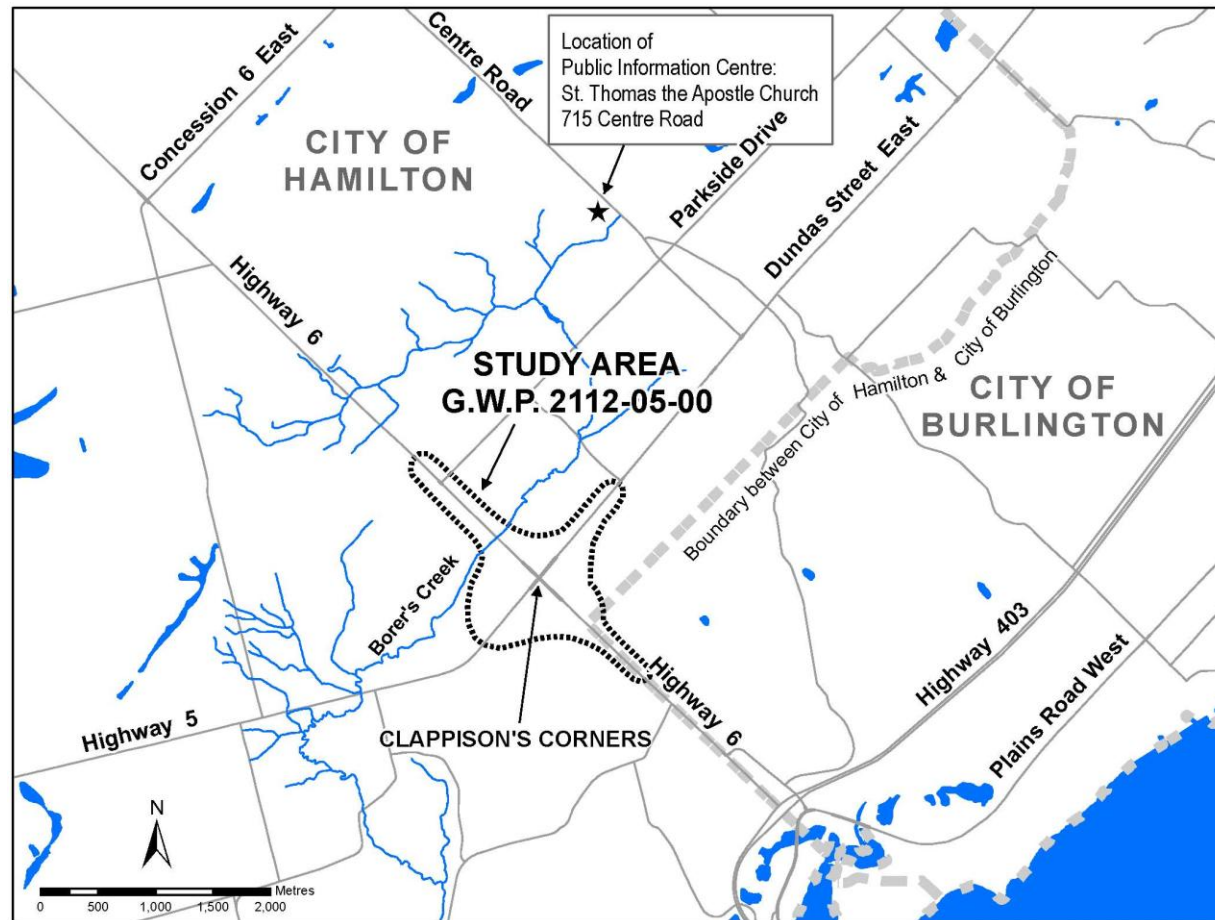 Location of
Public Information Centre:
St. Thomas the Apostle Church
715 Centre Road
Concession 6 East
Centre Road
CITY OF
HAMILTON
Parkside Drive
Dundas Street East
Highway 6
STUDY AREA
G.W.P. 2112-05-00
Boundary between City of Hamilton & City of Burlington
CITY OF
BURLINGTON
Borer's Creek
Highway 403
Highway 6
Highway 5
CLAPPISON'S CORNERS
Plains Road West
N
Metres
0 500 1,000 1,500 2,000